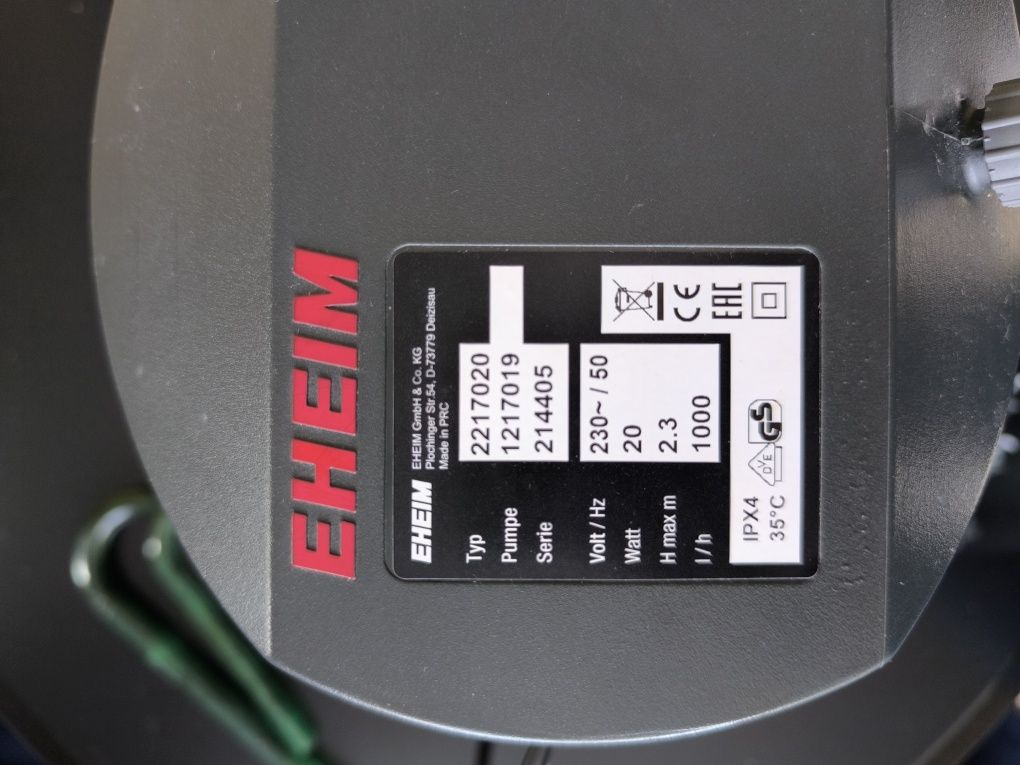 EHEIM
EHEIM
EHEIM GmbH & Co. KG
Plochinger Str.54, D-73779 Deizisau
Made in PRC
Typ 2217020
Pumpe 1217019
Serie 214405
Volt / Hz 230~ / 50
Watt 20
H max m 2.3
l / h 1000
IPX4
35°C
DVE
GS
CE
EAC